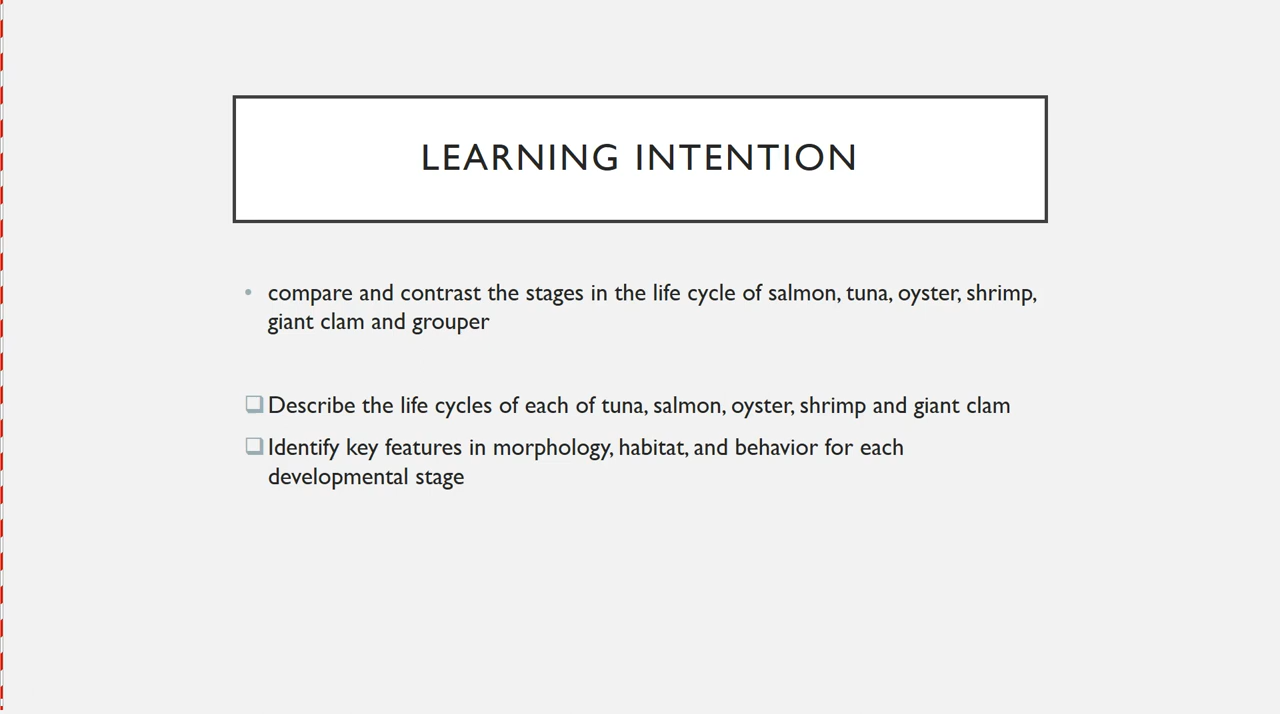 LEARNING INTENTION
• compare and contrast the stages in the life cycle of salmon, tuna, oyster, shrimp,
giant clam and grouper
❑ Describe the life cycles of each of tuna, salmon, oyster, shrimp and giant clam
❑ Identify key features in morphology, habitat, and behavior for each
developmental stage